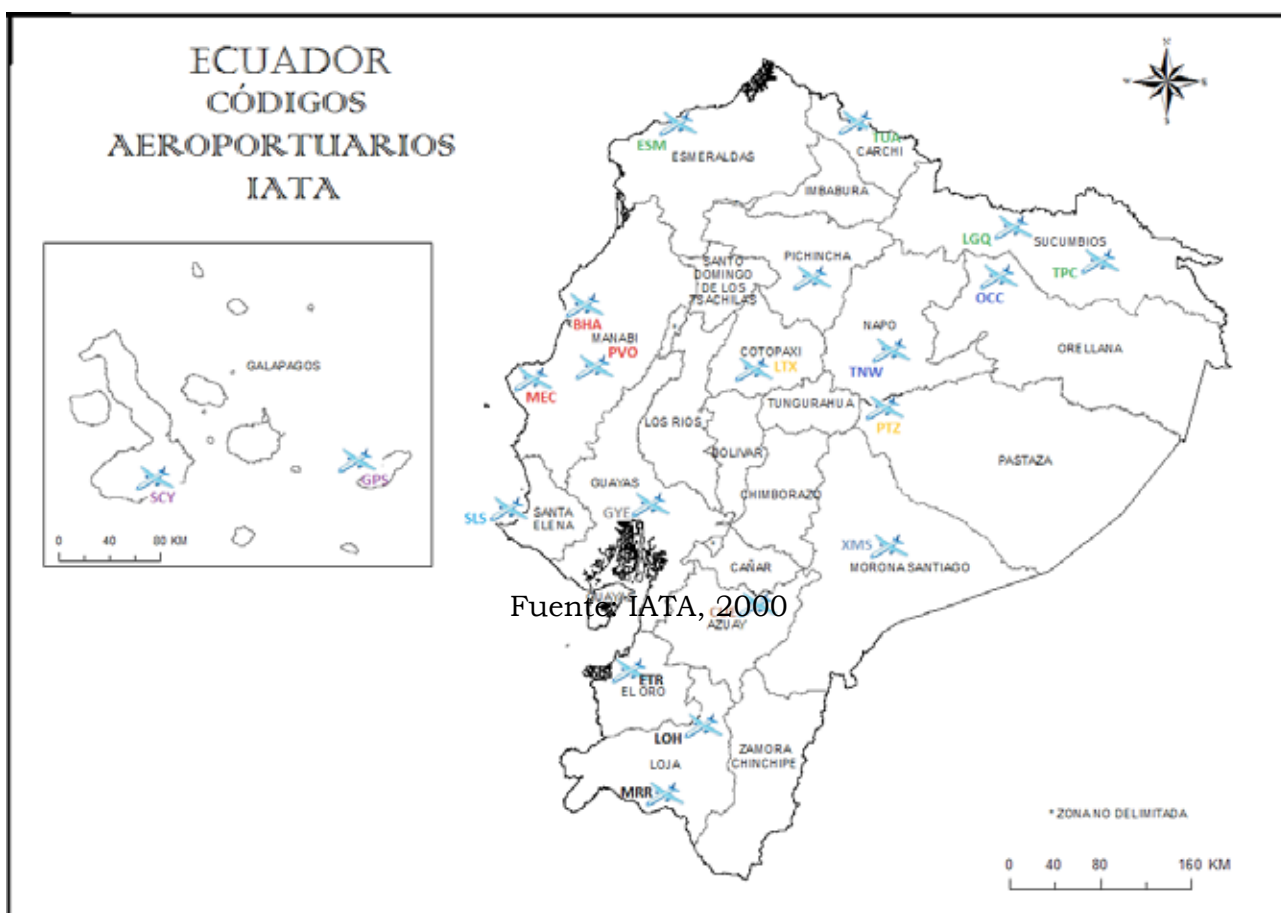 ECUADOR
CÓDIGOS
AEROPORTUARIOS
IATA
GALAPAGOS
SCY
GPS
0 40 80 KM
ESM
ESMERALDAS
TUA
CARCHI
IMBABURA
LGQ
SUCUMBIOS
TPC
PICHINCHA
SANTO
DOMINGO
DE LOS
TSACHILAS
OCC
BHA
MANABI
PVO
MEC
NAPO
ORELLANA
COTOPAXI
LTX
TNW
TUNGURAHUA
PTZ
LOS RIOS
BOLIVAR
PASTAZA
CHIMBORAZO
GUAYAS
GYE
SLS
SANTA
ELENA
XMS
MORONA SANTIAGO
CAÑAR
Fuente: IATA, 2000
AZUAY
ETR
EL ORO
LOH
LOJA
ZAMORA
CHINCHIPE
MRR
* ZONA NO DELIMITADA
0 40 80 160 KM